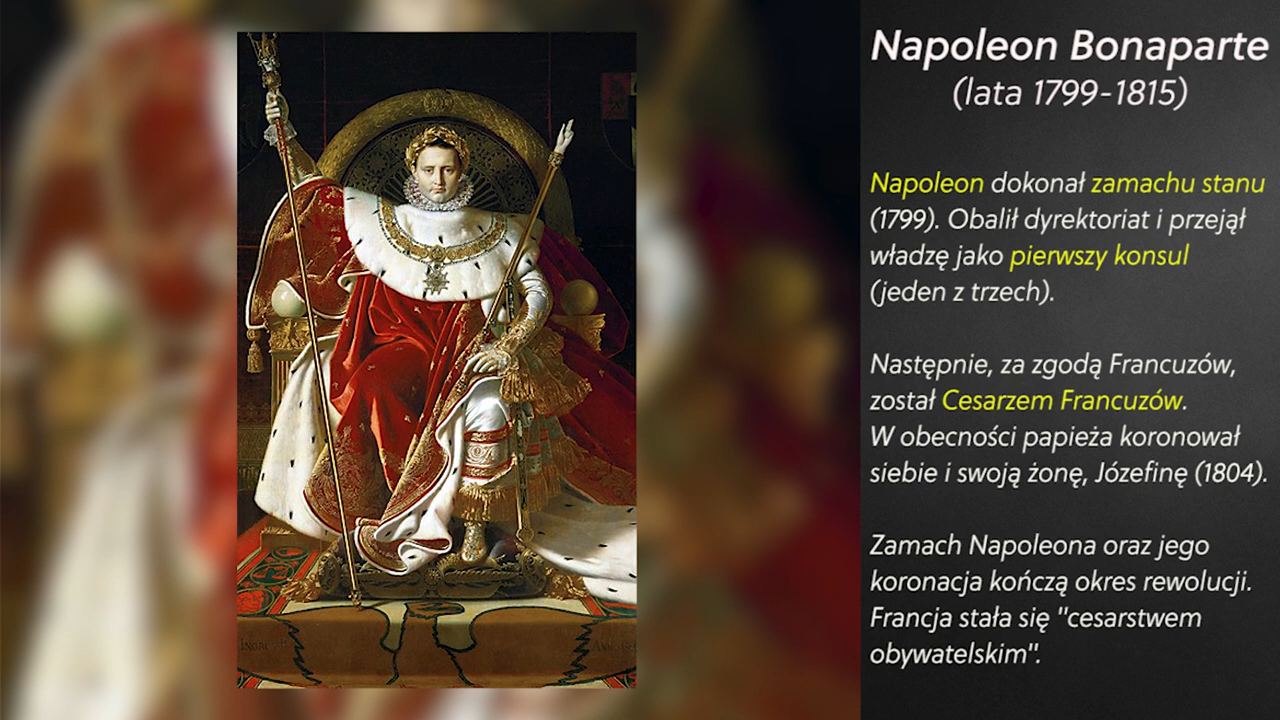 Napoleon Bonaparte
(lata 1799-1815)
Napoleon dokonał zamachu stanu
(1799). Obalił dyrektoriat i przejął
władzę jako pierwszy konsul
(jeden z trzech).
Następnie, za zgodą Francuzów,
został Cesarzem Francuzów.
W obecności papieża koronował
siebie i swoją żonę, Józefinę (1804).
Zamach Napoleona oraz jego
koronacja kończą okres rewolucji.
Francja stała się "cesarstwem
obywatelskim".